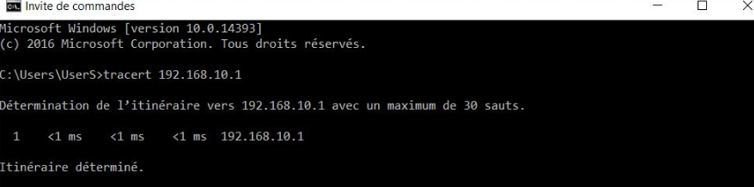 Invite de commandes
Microsoft Windows [version 10.0.14393]
(c) 2016 Microsoft Corporation. Tous droits réservés.
C:\Users\UserS>tracert 192.168.10.1
Détermination de l’itinéraire vers 192.168.10.1 avec un maximum de 30 sauts.
1 <1 ms <1 ms <1 ms 192.168.10.1
Itinéraire déterminé.